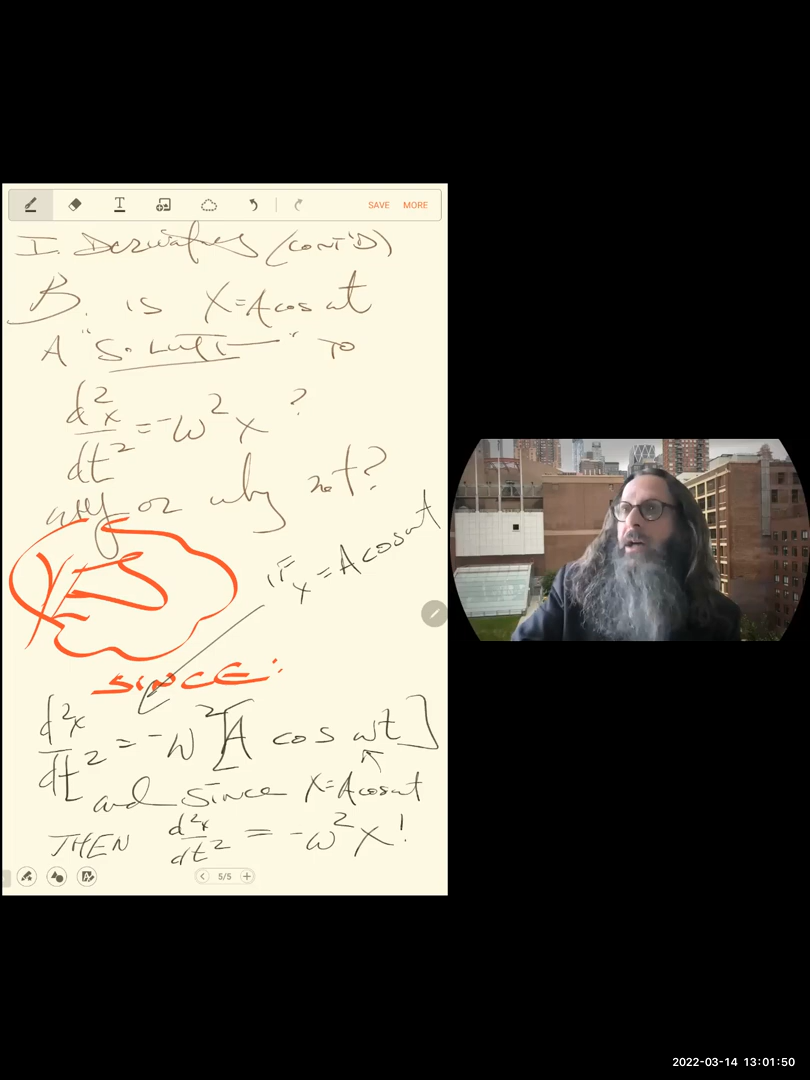 SAVE MORE
I. Derivatives (CONT'D)
B. is X=A cos ωt
A "SOLUTION" TO
d²x/dt² = -ω²x ?
why or why not?
IF x = A cos ωt
YES
SINCE:
d²x/dt² = -ω²[A cos ωt]
and since X=A cos ωt
THEN d²x/dt² = -ω²x!
5/5
2022-03-14 13:01:50